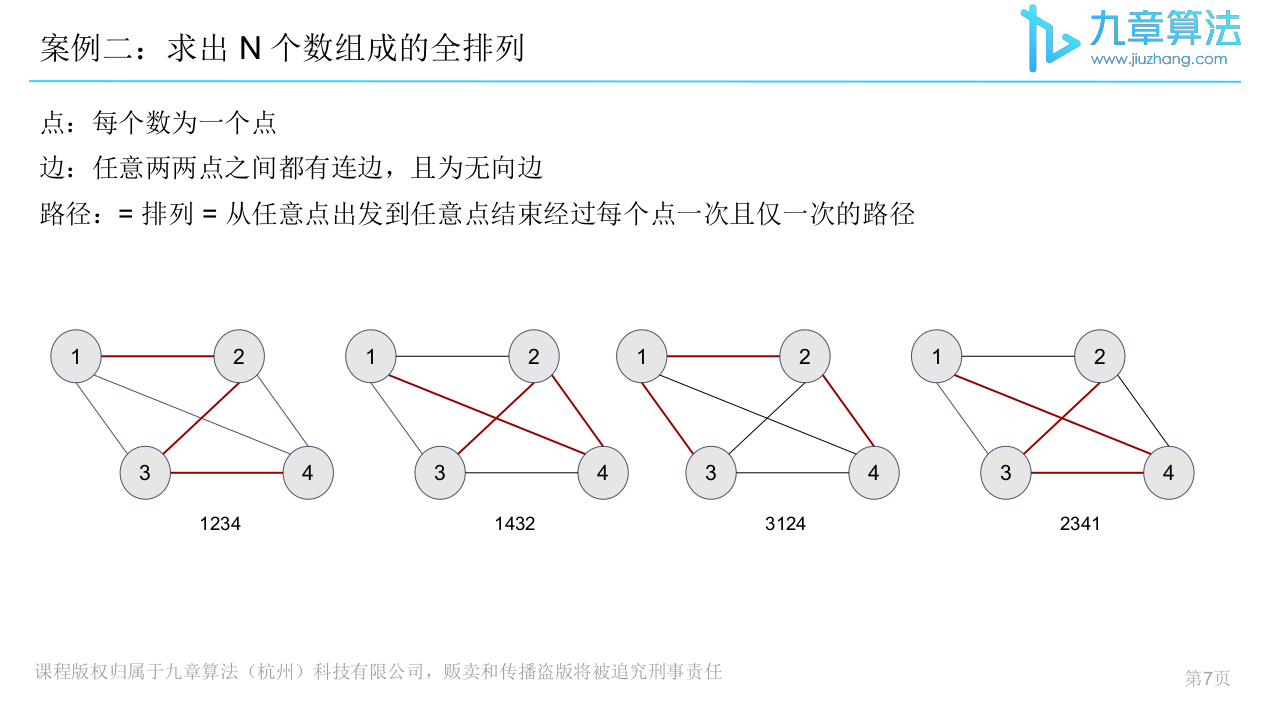 案例二：求出 N 个数组成的全排列
九章算法
www.jiuzhang.com
点：每个数为一个点
边：任意两两点之间都有连边，且为无向边
路径：= 排列 = 从任意点出发到任意点结束经过每个点一次且仅一次的路径
1 2 1 2 1 2 1 2
3 4 3 4 3 4 3 4
1234 1432 3124 2341
课程版权归属于九章算法（杭州）科技有限公司，贩卖和传播盗版将被追究刑事责任
第7页